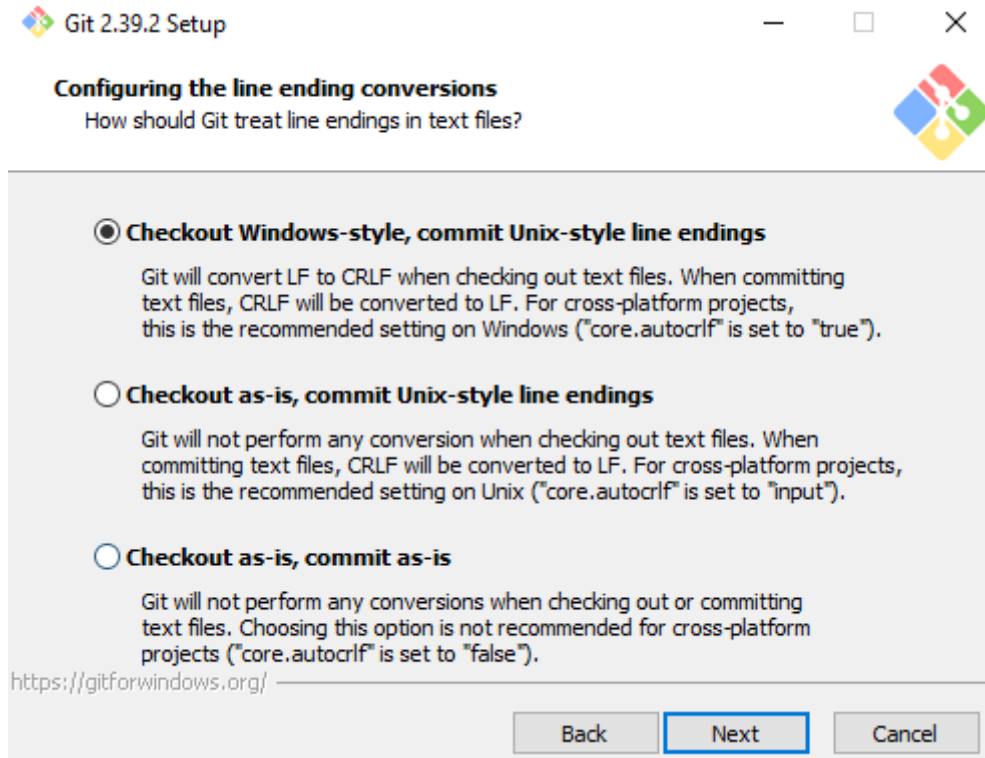 Git 2.39.2 Setup
Configuring the line ending conversions
How should Git treat line endings in text files?
Checkout Windows-style, commit Unix-style line endings
Git will convert LF to CRLF when checking out text files. When committing
text files, CRLF will be converted to LF. For cross-platform projects,
this is the recommended setting on Windows ("core.autocrlf" is set to "true").
Checkout as-is, commit Unix-style line endings
Git will not perform any conversion when checking out text files. When
committing text files, CRLF will be converted to LF. For cross-platform projects,
this is the recommended setting on Unix ("core.autocrlf" is set to "input").
Checkout as-is, commit as-is
Git will not perform any conversions when checking out or committing
text files. Choosing this option is not recommended for cross-platform
projects ("core.autocrlf" is set to "false").
https://gitforwindows.org/
Back Next Cancel